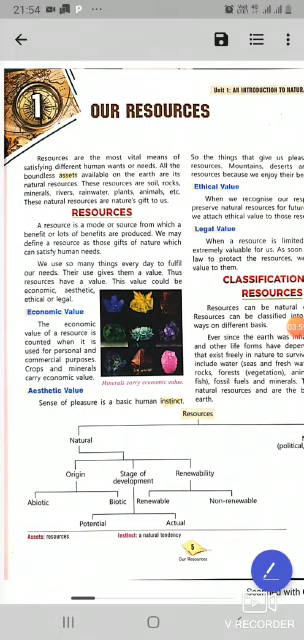 21:54
P
Unit 1: AN INTRODUCTION TO NATUR
1
OUR RESOURCES
Resources are the most vital means of
satisfying different human wants or needs. All the
boundless assets available on the earth are its
natural resources. These resources are soil, rocks,
minerals, rivers, rainwater, plants, animals, etc.
These natural resources are nature's gift to us.
RESOURCES
A resource is a mode or source from which a
benefit or lots of benefits are produced. We may
define a resource as those gifts of nature which
can satisfy human needs.
We use so many things every day to fulfil
our needs. Their use gives them a value. Thus
resources have a value. This value could be
economic, aesthetic,
ethical or legal.
Economic Value
The economic
value of a resource is
counted when it is
used for personal and
commercial purposes.
Crops and minerals
carry economic value.
Minerals carry economic value.
Aesthetic Value
Sense of pleasure is a basic human instinct.
So the things that give us pleas
resources. Mountains, deserts ar
resources because we enjoy their be
Ethical Value
When we recognise our resp
preserve natural resources for futur
we attach ethical value to those res
Legal Value
When a resource is limited
extremely valuable for us. As soon
law to protect the resources, we
value to them.
CLASSIFICATION
RESOURCES
Resources can be natural
Resources can be classified into
ways on different basis.
03:5
Ever since the earth was
and other life forms have depen
that exist freely in nature to surviv
include water (seas and fresh wat
rocks, forests (vegetation), anim
fish), fossil fuels and minerals. T
natural resources and are the b
earth.
Resources
Natural
(political,
Origin
Stage of
development
Renewability
Abiotic
Biotic
Renewable
Non-renewable
Potential
Actual
Assets: resources
Instinct: a natural tendency
5
Our Resources
Scanned with
V RECORDER